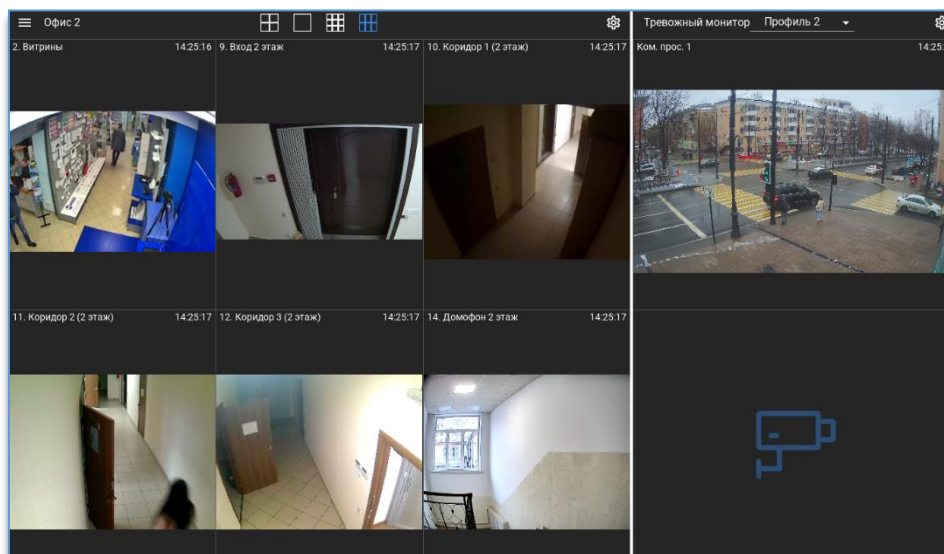 Офис 2
Тревожный монитор Профиль 2
2. Витрины 14:25:16
9. Вход 2 этаж 14:25:17
10. Коридор 1 (2 этаж) 14:25:17
Ком. прос. 1 14:25:
11. Коридор 2 (2 этаж) 14:25:17
12. Коридор 3 (2 этаж) 14:25:17
14. Домофон 2 этаж 14:25:17